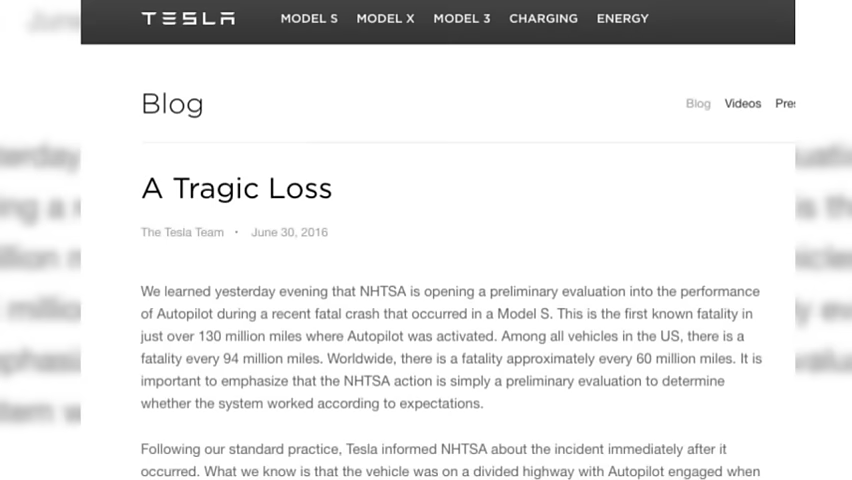 TESLA MODEL S MODEL X MODEL 3 CHARGING ENERGY
Blog Blog Videos
A Tragic Loss
The Tesla Team • June 30, 2016
We learned yesterday evening that NHTSA is opening a preliminary evaluation into the performance
of Autopilot during a recent fatal crash that occurred in a Model S. This is the first known fatality in
just over 130 million miles where Autopilot was activated. Among all vehicles in the US, there is a
fatality every 94 million miles. Worldwide, there is a fatality approximately every 60 million miles. It is
important to emphasize that the NHTSA action is simply a preliminary evaluation to determine
whether the system worked according to expectations.
Following our standard practice, Tesla informed NHTSA about the incident immediately after it
occurred. What we know is that the vehicle was on a divided highway with Autopilot engaged when